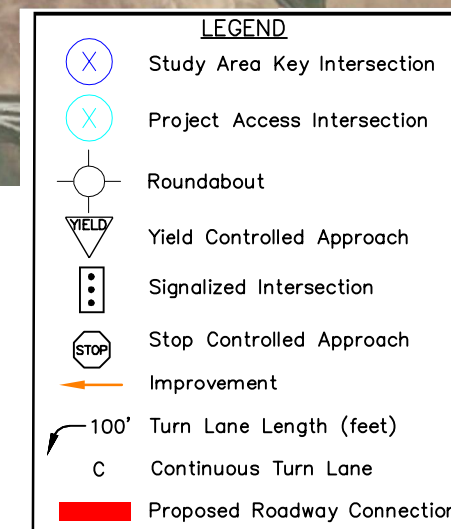 LEGEND
X Study Area Key Intersection
X Project Access Intersection
Roundabout
YIELD Yield Controlled Approach
Signalized Intersection
STOP Stop Controlled Approach
Improvement
100' Turn Lane Length (feet)
C Continuous Turn Lane
Proposed Roadway Connection